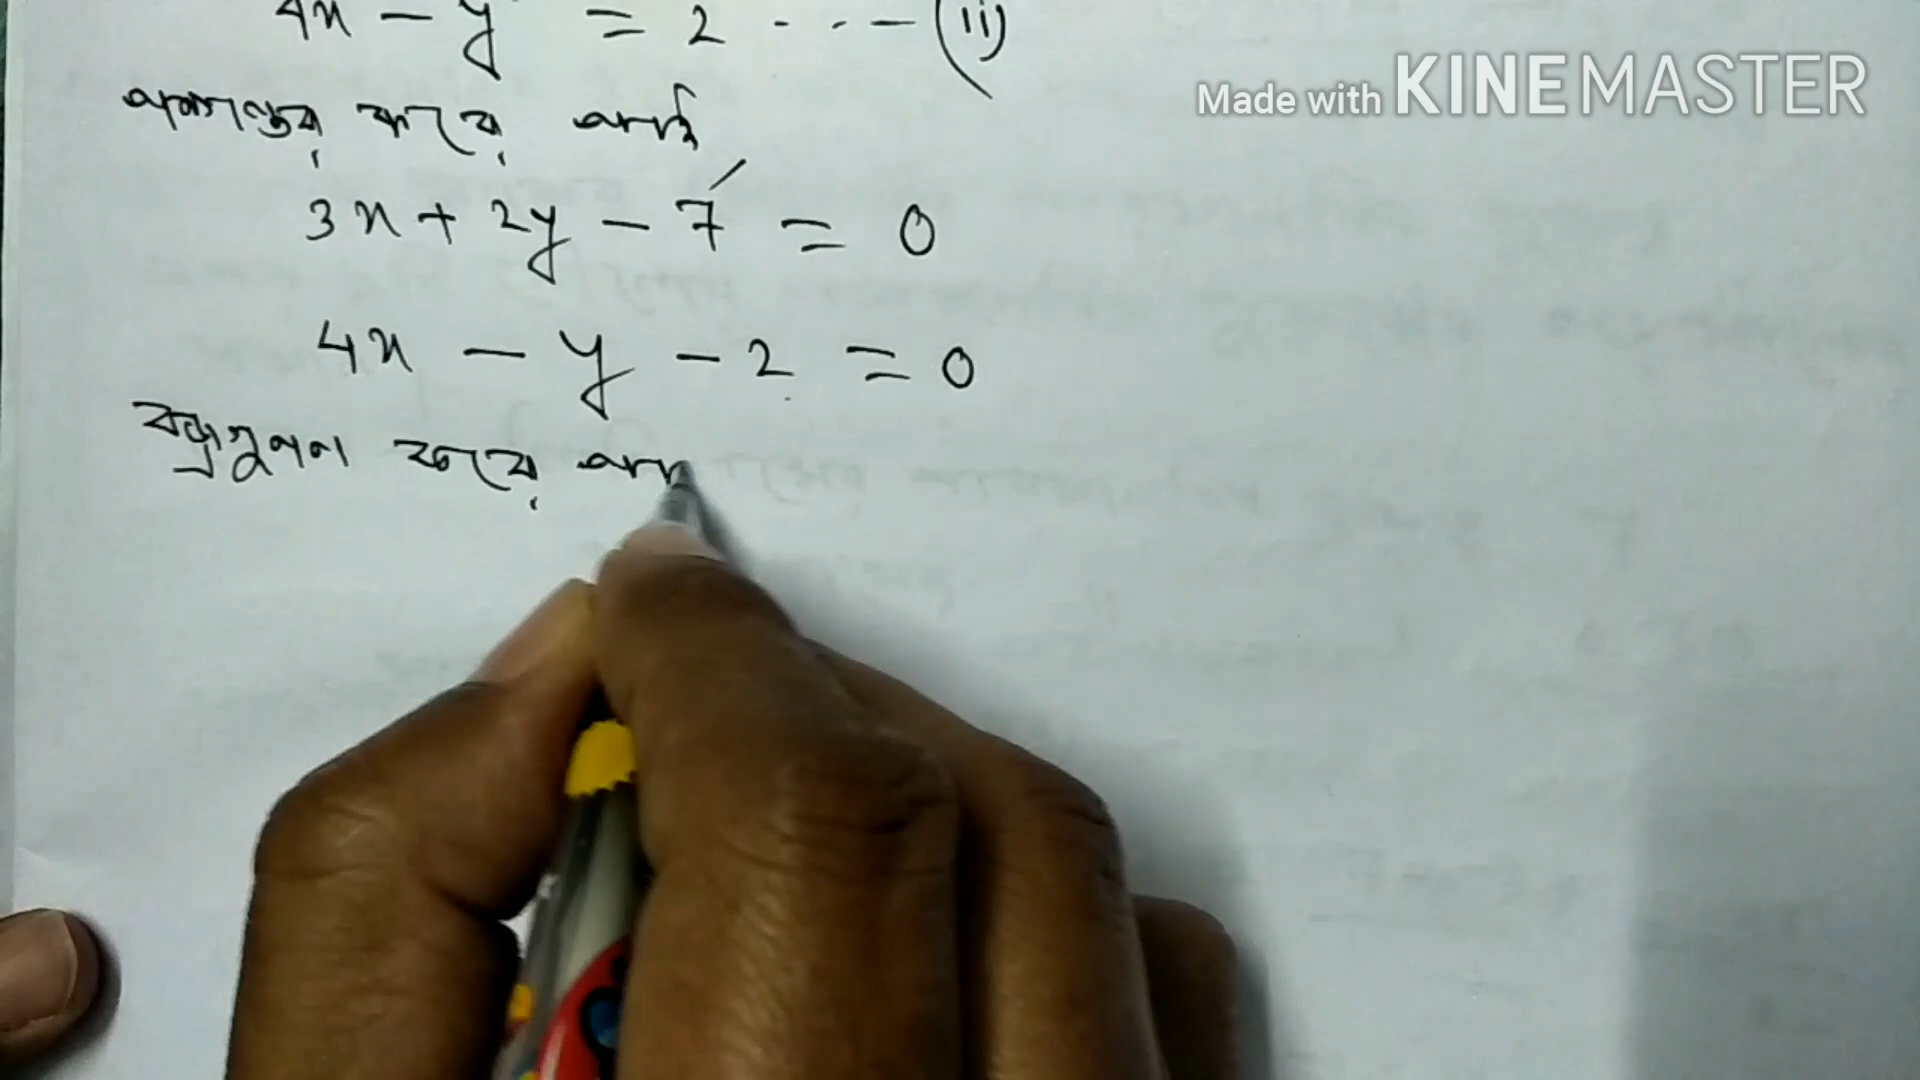 4x - y = 2 - - - (ii)
Made with KINEMASTER
পক্ষান্তর করে পাই
3x + 2y - 7 = 0
4x - y - 2 = 0
বজ্রগুণন করে পা